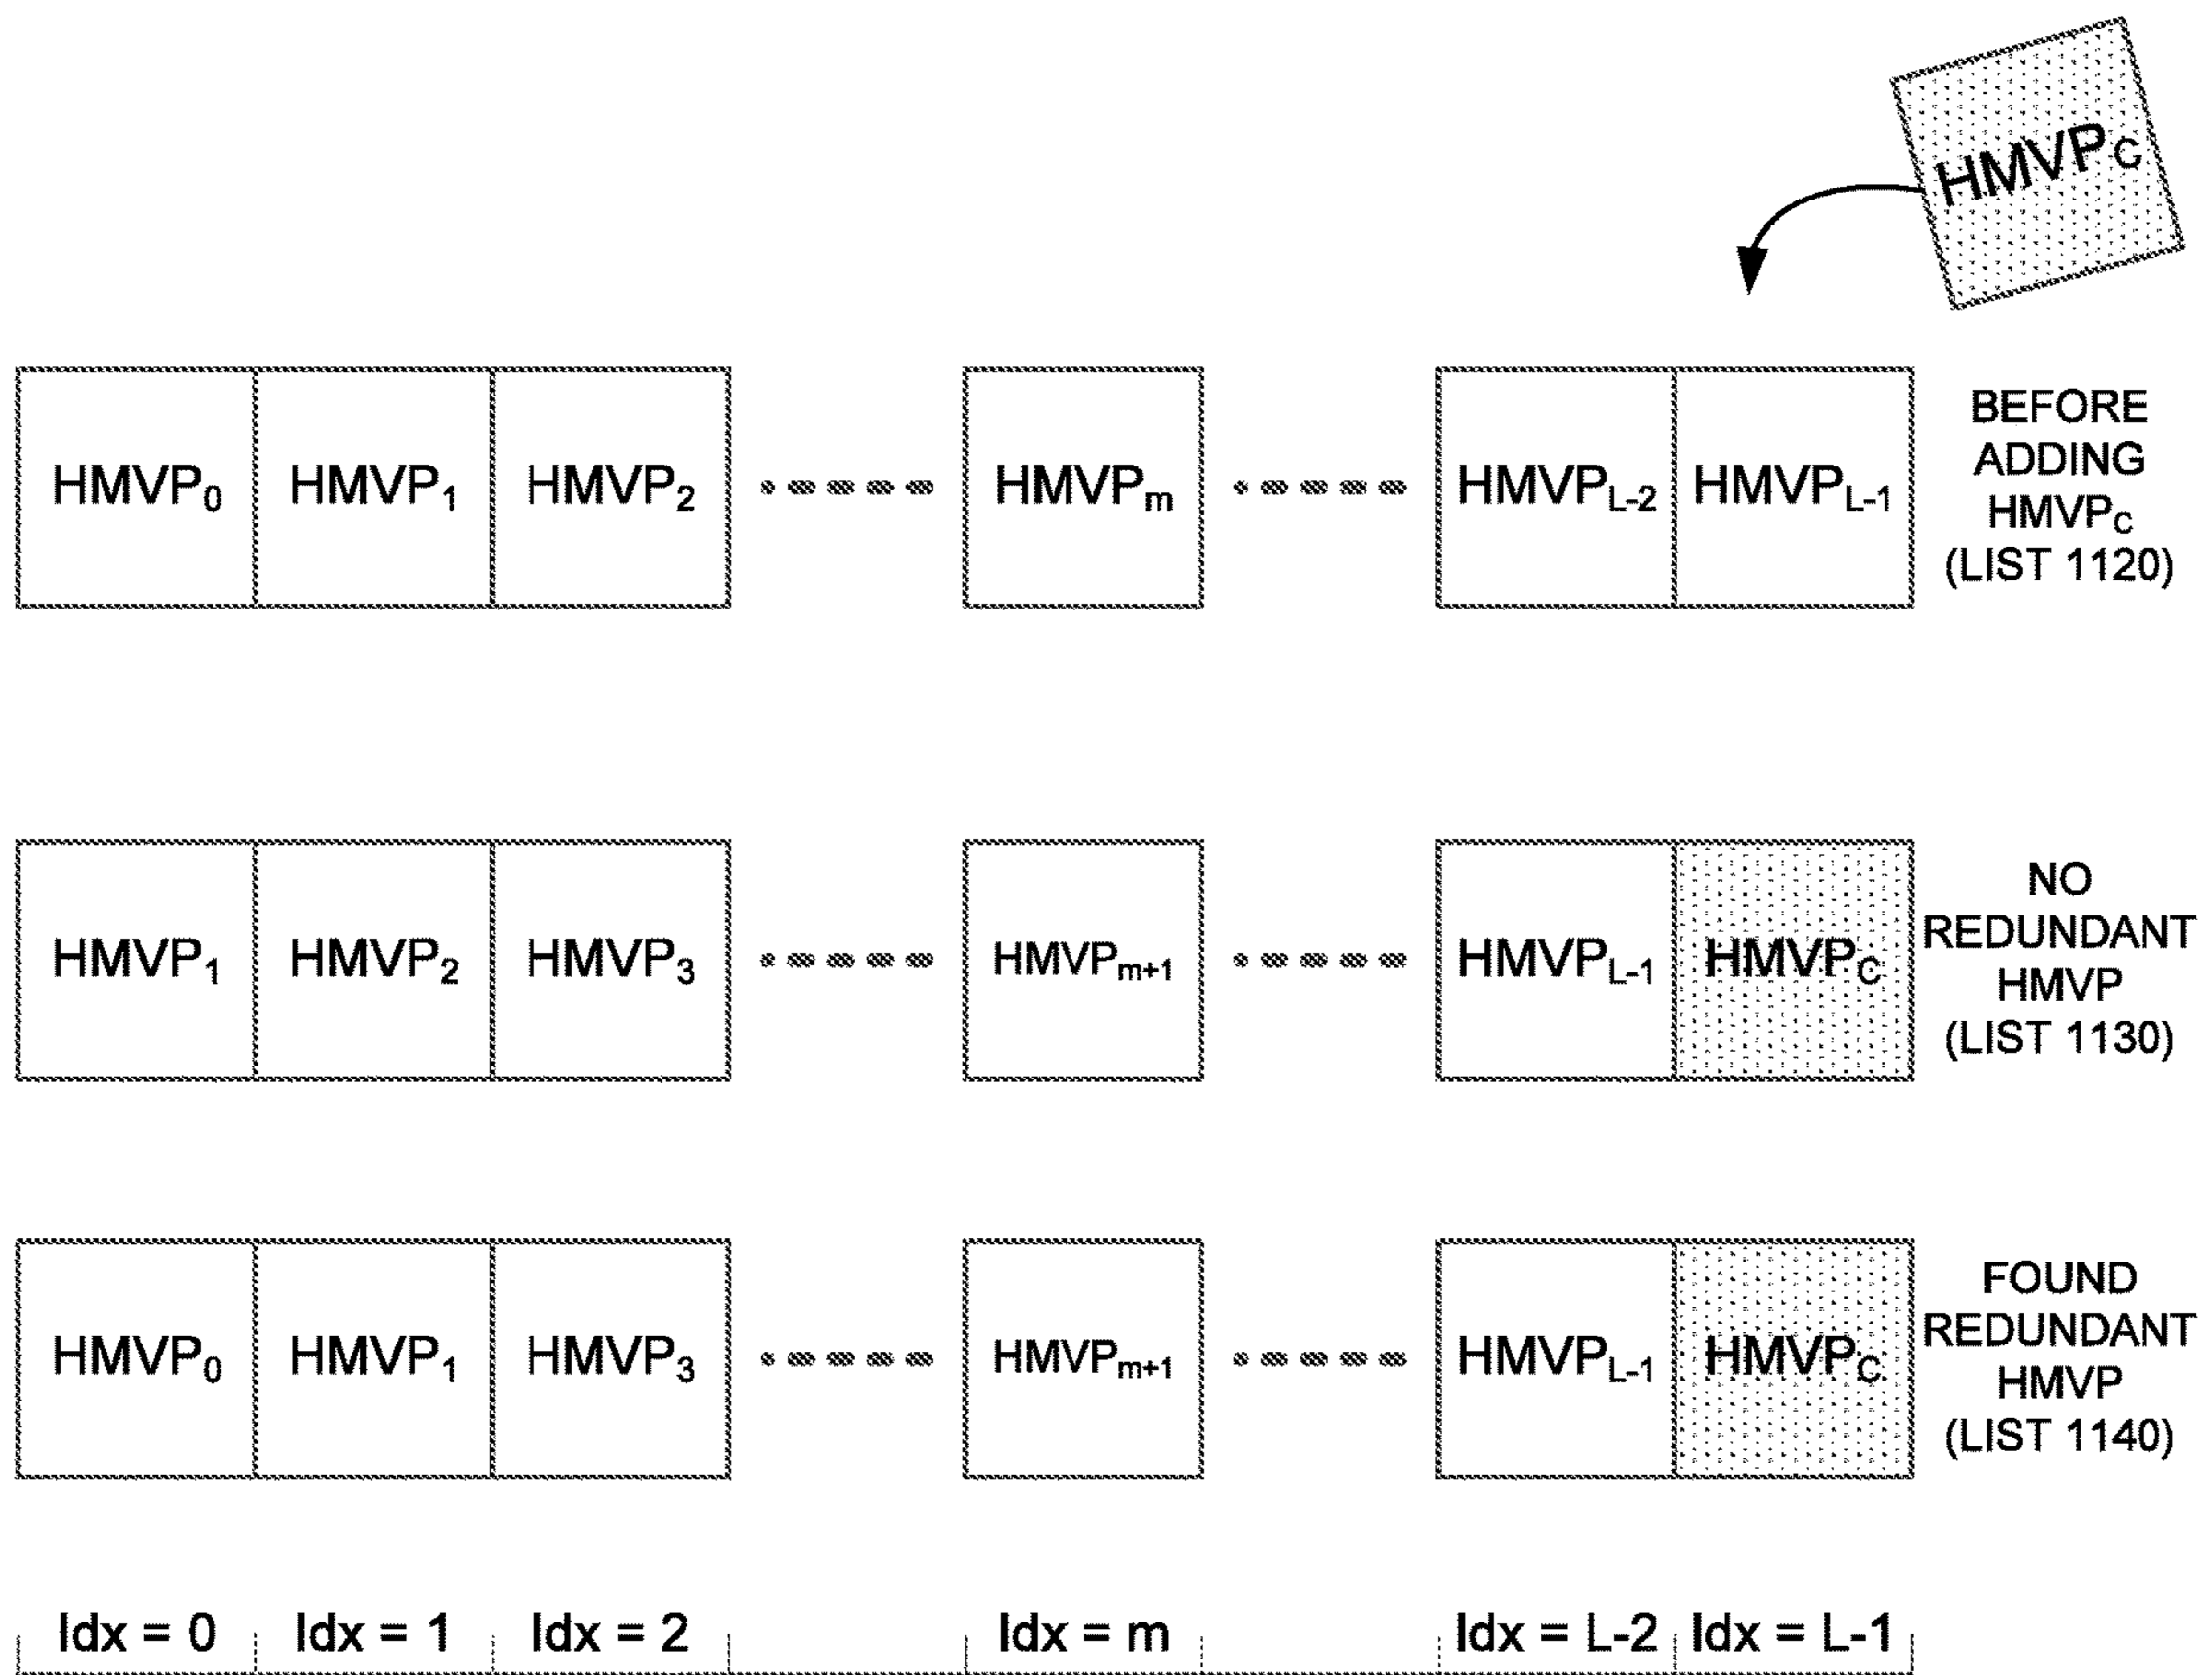 HMVPC
HMVP0 HMVP1 HMVP2 HMVPm HMVPL-2 HMVPL-1
BEFORE
ADDING
HMVPC
(LIST 1120)
HMVP1 HMVP2 HMVP3 HMVPm+1 HMVPL-1 HMVPC
NO
REDUNDANT
HMVP
(LIST 1130)
HMVP0 HMVP1 HMVP3 HMVPm+1 HMVPL-1 HMVPC
FOUND
REDUNDANT
HMVP
(LIST 1140)
Idx = 0 Idx = 1 Idx = 2 Idx = m Idx = L-2 Idx = L-1